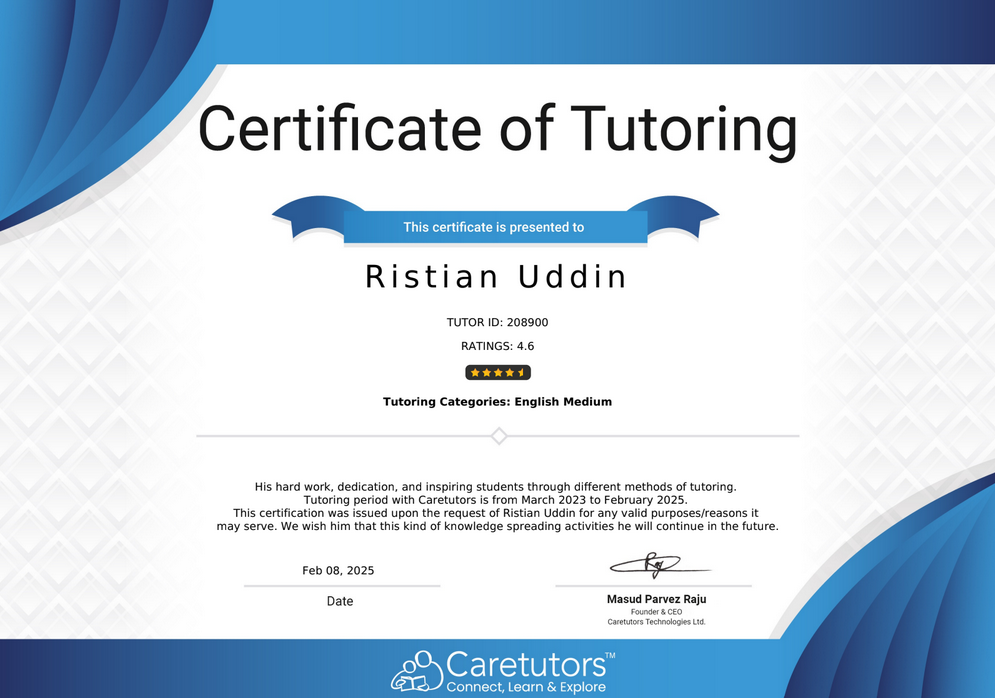 Certificate of Tutoring
This certificate is presented to
Ristian Uddin
TUTOR ID: 208900
RATINGS: 4.6
Tutoring Categories: English Medium
His hard work, dedication, and inspiring students through different methods of tutoring.
Tutoring period with Caretutors is from March 2023 to February 2025.
This certification was issued upon the request of Ristian Uddin for any valid purposes/reasons it
may serve. We wish him that this kind of knowledge spreading activities he will continue in the future.
Feb 08, 2025
Date
Masud Parvez Raju
Founder & CEO
Caretutors Technologies Ltd.
Caretutors™
Connect, Learn & Explore